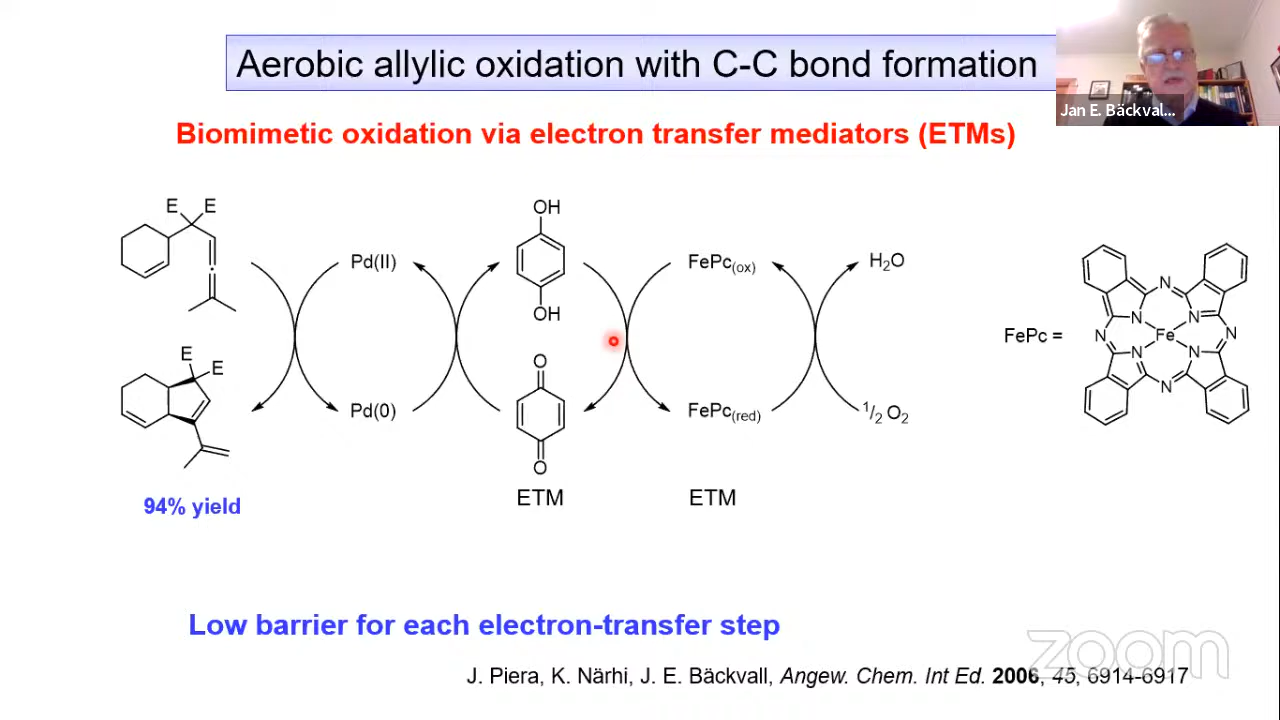 Aerobic allylic oxidation with C-C bond formation
Jan E. Bäckval...
Biomimetic oxidation via electron transfer mediators (ETMs)
E E
OH
Pd(II)
FePc(ox)
H2O
OH
E
E
O
Pd(0)
FePc(red)
1/2 O2
O
94% yield
ETM
ETM
FePc =
N
N N
N Fe N
N N
N
Low barrier for each electron-transfer step
zoom
J. Piera, K. Närhi, J. E. Bäckvall, Angew. Chem. Int Ed. 2006, 45, 6914-6917